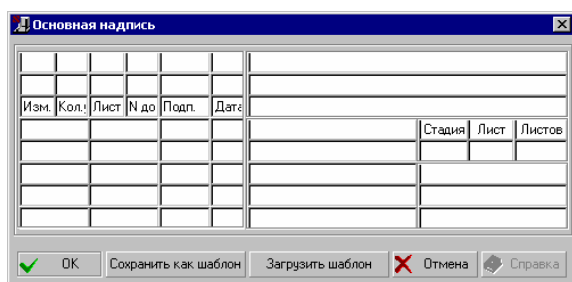 Основная надпись
Изм. Кол.у Лист N до Подп. Дата
Стадия Лист Листов
OK Сохранить как шаблон Загрузить шаблон Отмена Справка